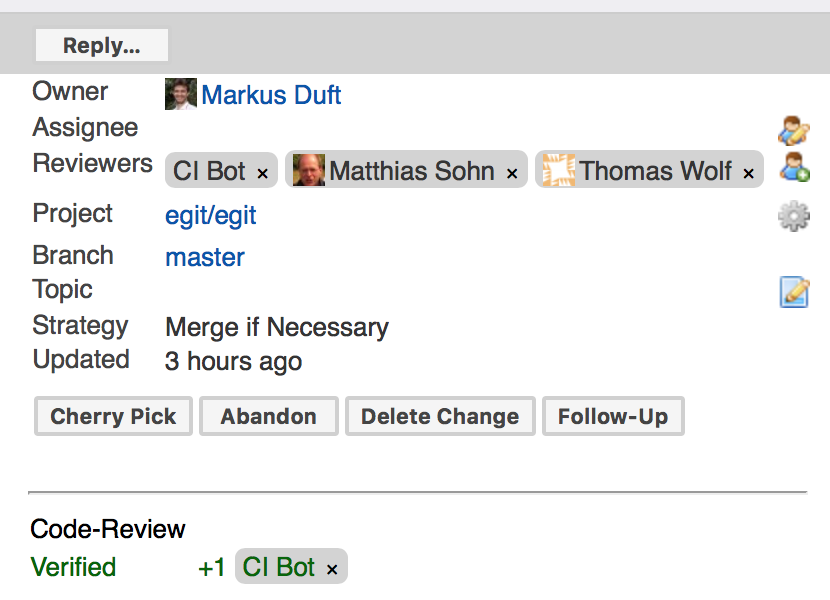 Reply...
Owner Markus Duft
Assignee
Reviewers CI Bot × Matthias Sohn × Thomas Wolf ×
Project egit/egit
Branch master
Topic
Strategy Merge if Necessary
Updated 3 hours ago
Cherry Pick Abandon Delete Change Follow-Up
Code-Review
Verified +1 CI Bot ×